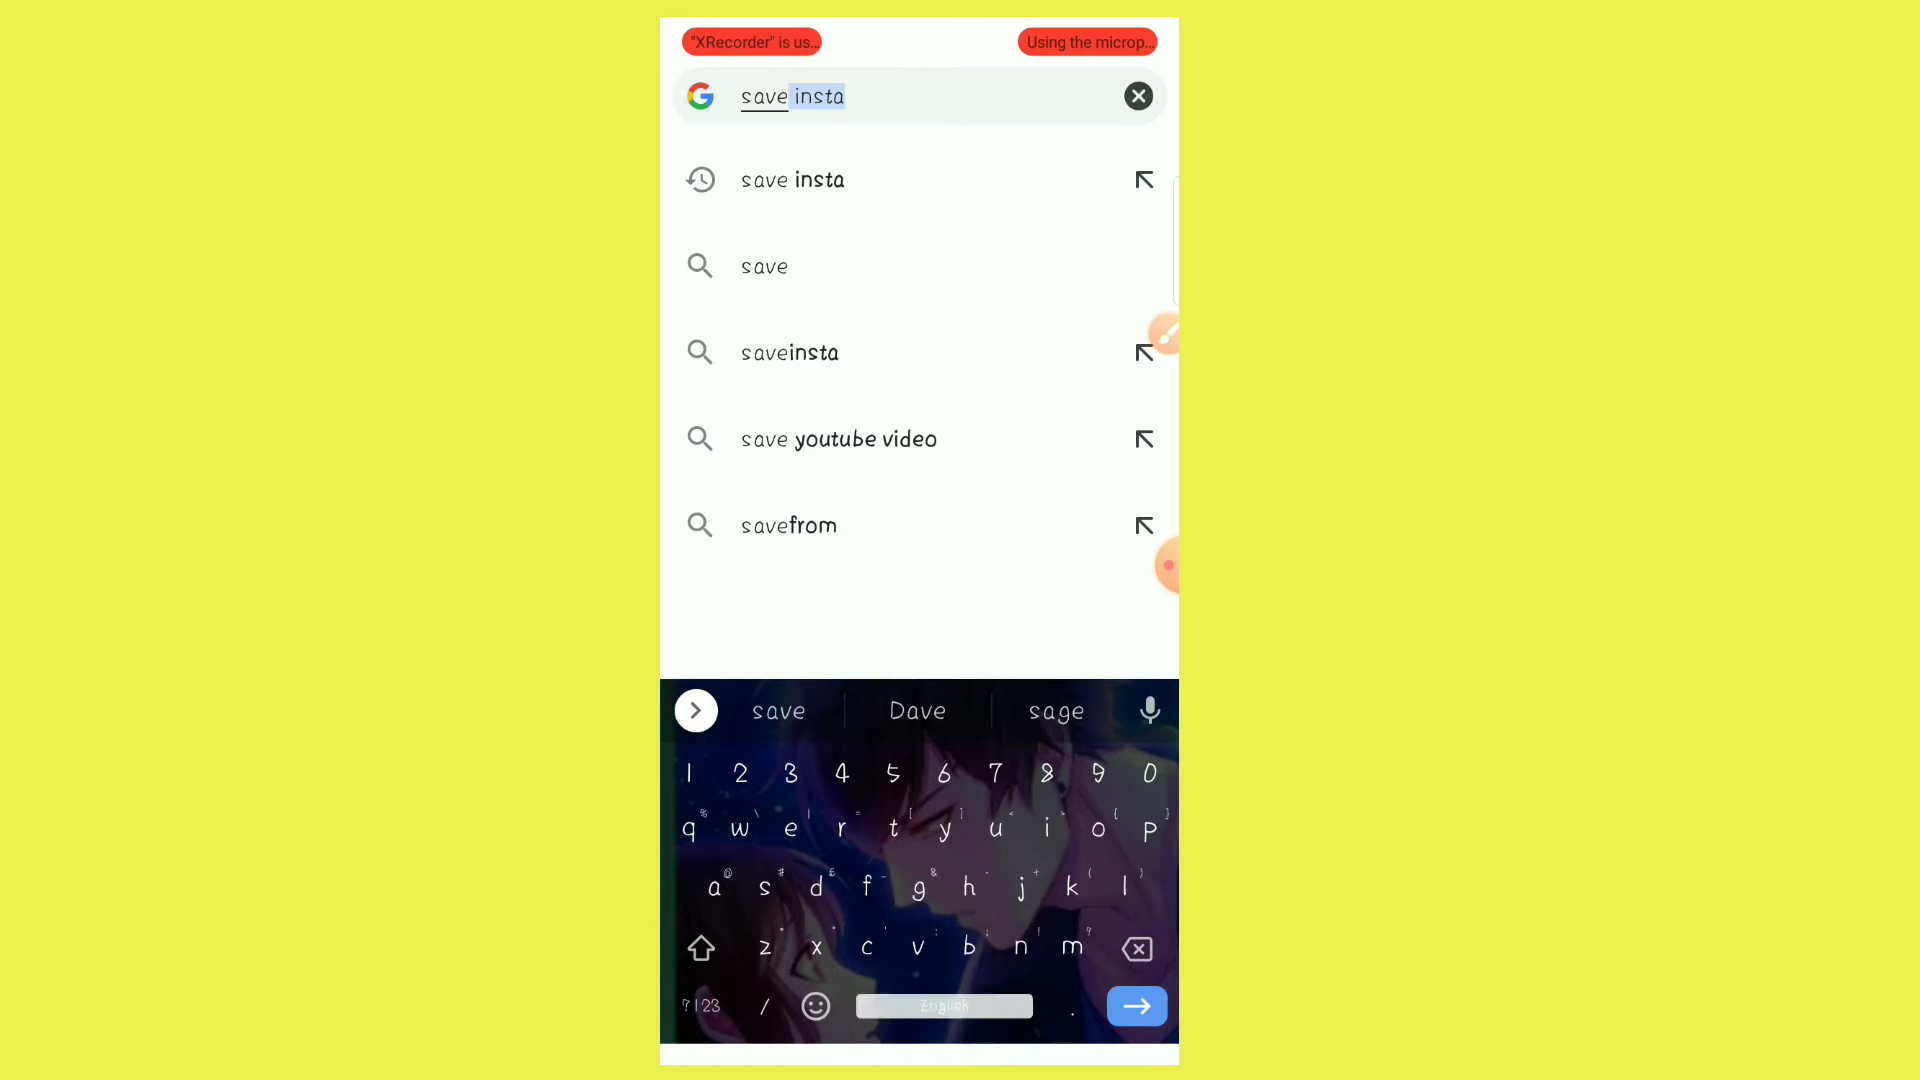 "XRecorder" is us...
Using the microp...
save insta
save insta
save
saveinsta
save youtube video
savefrom
save Dave sage
1 2 3 4 5 6 7 8 9 0
q w e r t y u i o p
a s d f g h j k l
z x c v b n m
?123 / English .